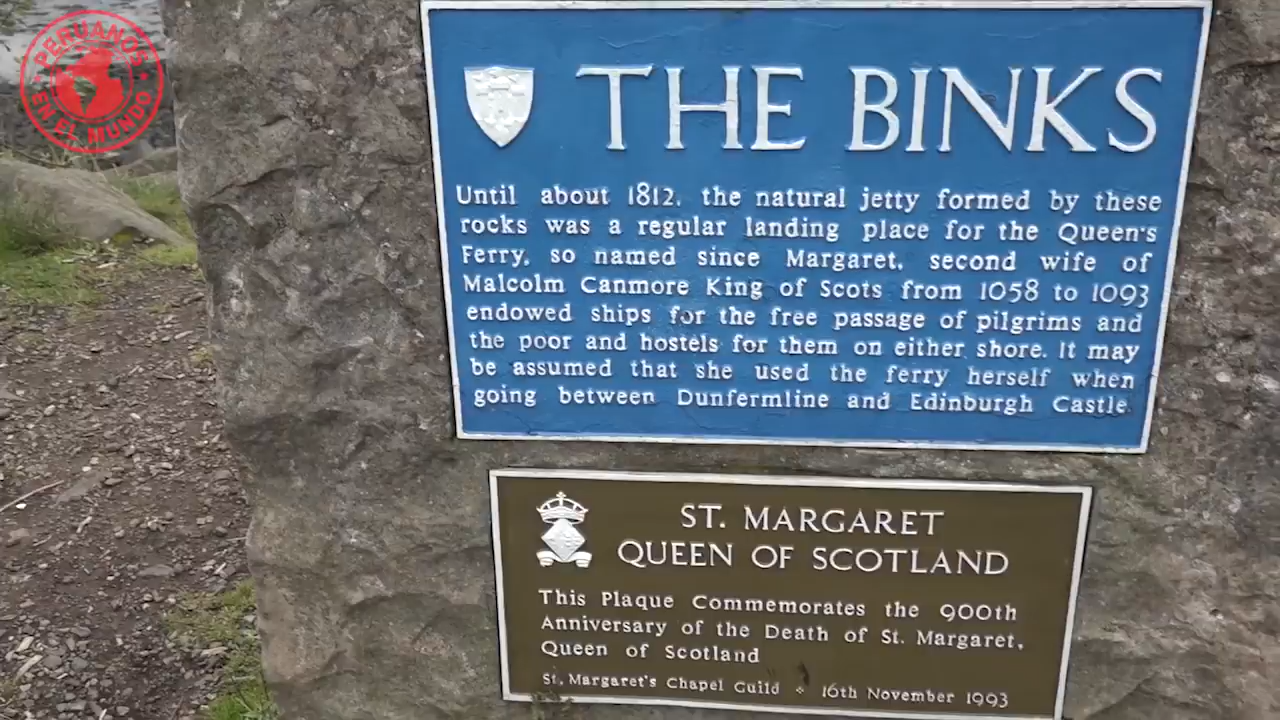 PERUANOS
EN EL MUNDO
THE BINKS
Until about 1812, the natural jetty formed by these
rocks was a regular landing place for the Queen's
Ferry, so named since Margaret, second wife of
Malcolm Canmore King of Scots from 1058 to 1093
endowed ships for the free passage of pilgrims and
the poor and hostels for them on either shore. It may
be assumed that she used the ferry herself when
going between Dunfermline and Edinburgh Castle.
ST. MARGARET
QUEEN OF SCOTLAND
This Plaque Commemorates the 900th
Anniversary of the Death of St. Margaret,
Queen of Scotland
St. Margaret's Chapel Guild + 16th November 1993